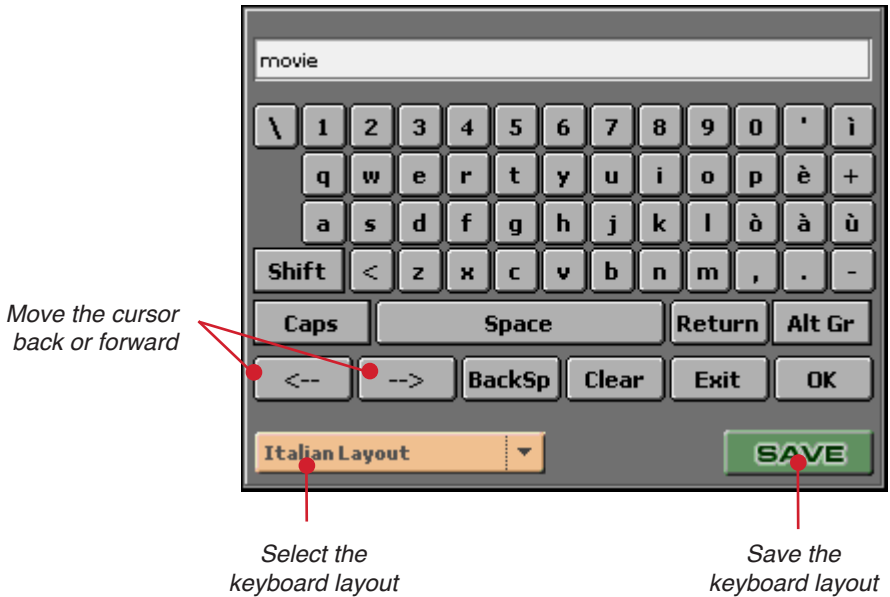 movie
\ 1 2 3 4 5 6 7 8 9 0 ' ì
q w e r t y u i o p è +
a s d f g h j k l ò à ù
Shift < z x c v b n m , . -
Caps Space Return Alt Gr
<-- --> BackSp Clear Exit OK
Italian Layout SAVE
Move the cursor
back or forward
Select the
keyboard layout
Save the
keyboard layout